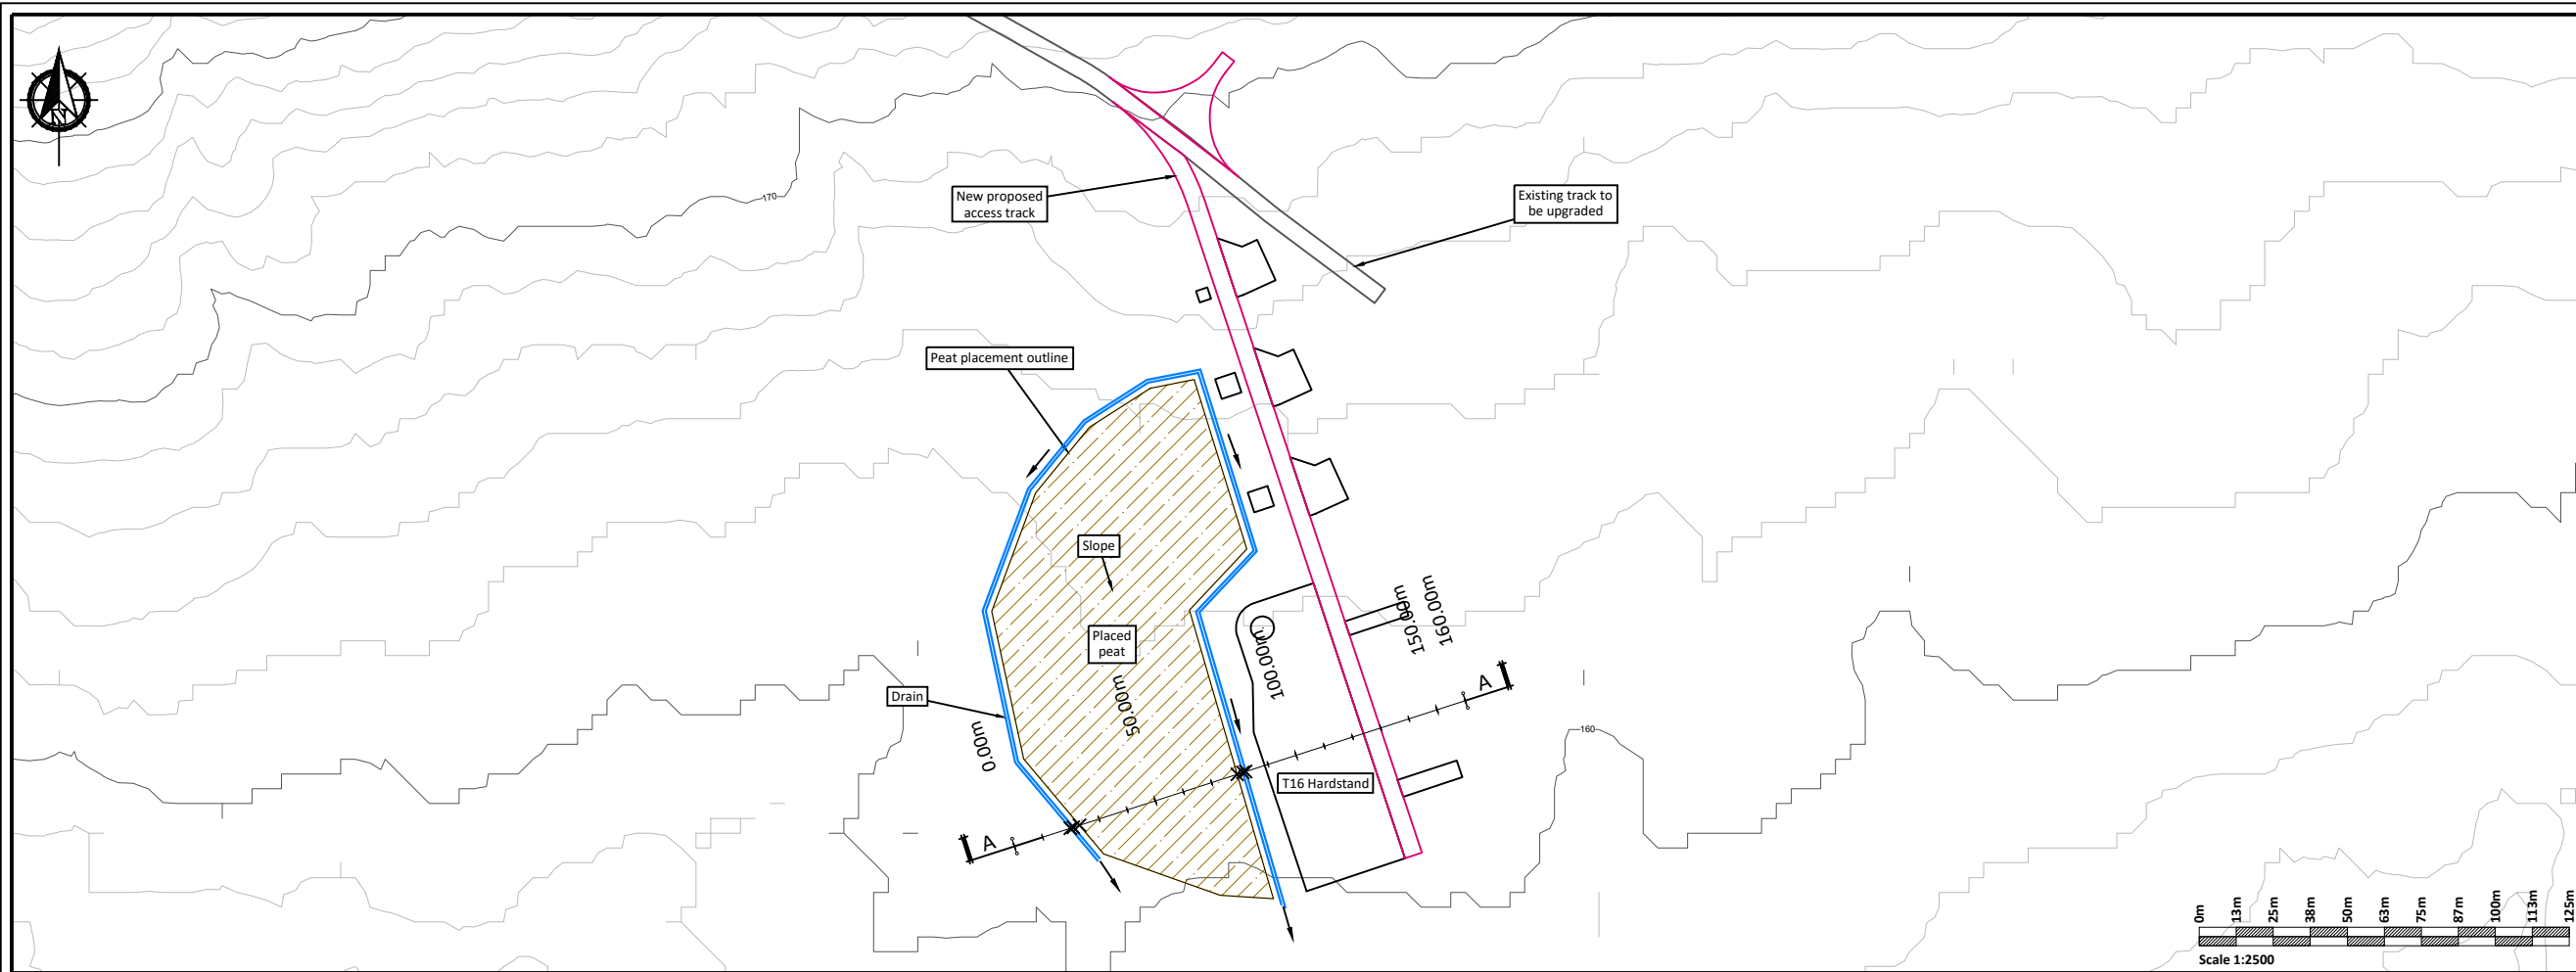 N
170
New proposed
access track
Existing track to
be upgraded
Peat placement outline
Slope
Placed
peat
Drain
0.00m
50.00m
100.00m
150.00m
160.00m
A
A
T16 Hardstand
160
0m
13m
25m
38m
50m
63m
75m
87m
100m
113m
125m
Scale 1:2500